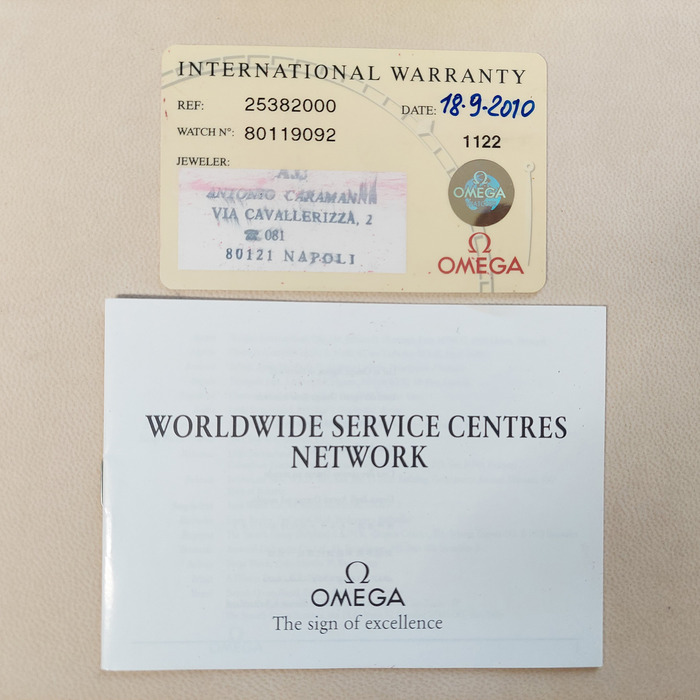 INTERNATIONAL WARRANTY
REF: 25382000 DATE: 18-9-2010
WATCH Nº: 80119092 1122
JEWELER:
ANTONIO CARAMANNA
VIA CAVALLERIZZA, 2
☎ 081
80121 NAPOLI
Ω
OMEGA
Ω
OMEGA
WORLDWIDE SERVICE CENTRES
NETWORK
Ω
OMEGA
The sign of excellence